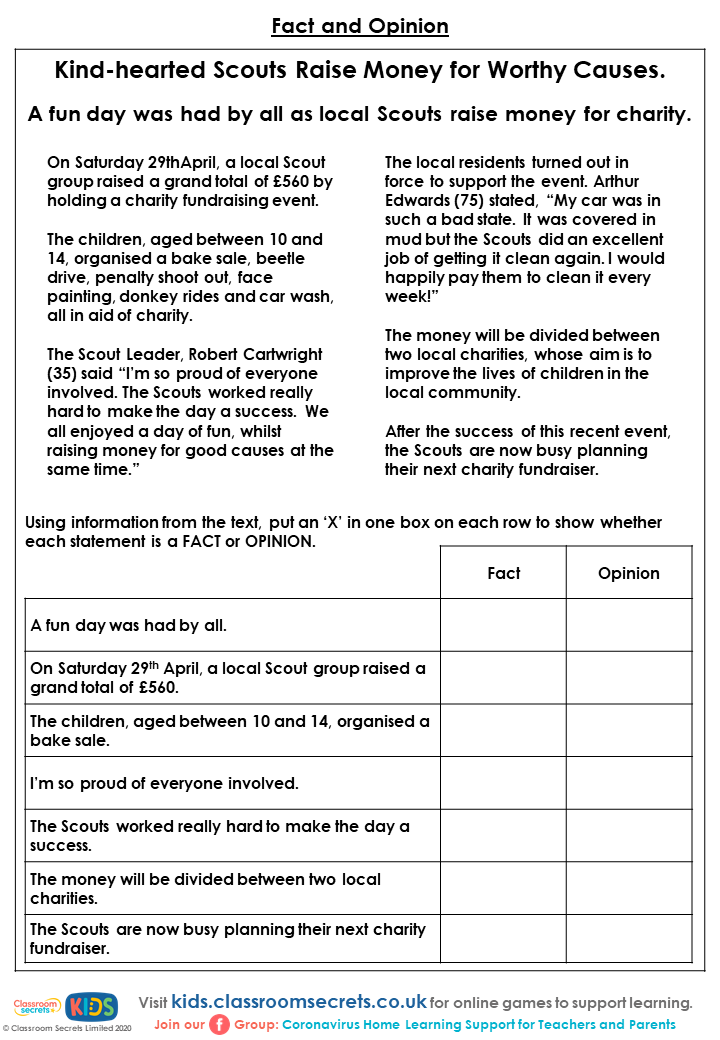 Fact and Opinion
Kind-hearted Scouts Raise Money for Worthy Causes.
A fun day was had by all as local Scouts raise money for charity.
On Saturday 29thApril, a local Scout
group raised a grand total of £560 by
holding a charity fundraising event.
The children, aged between 10 and
14, organised a bake sale, beetle
drive, penalty shoot out, face
painting, donkey rides and car wash,
all in aid of charity.
The Scout Leader, Robert Cartwright
(35) said “I’m so proud of everyone
involved. The Scouts worked really
hard to make the day a success. We
all enjoyed a day of fun, whilst
raising money for good causes at the
same time.”
The local residents turned out in
force to support the event. Arthur
Edwards (75) stated, “My car was in
such a bad state. It was covered in
mud but the Scouts did an excellent
job of getting it clean again. I would
happily pay them to clean it every
week!”
The money will be divided between
two local charities, whose aim is to
improve the lives of children in the
local community.
After the success of this recent event,
the Scouts are now busy planning
their next charity fundraiser.
Using information from the text, put an ‘X’ in one box on each row to show whether
each statement is a FACT or OPINION.
Fact
Opinion
A fun day was had by all.
On Saturday 29th April, a local Scout group raised a
grand total of £560.
The children, aged between 10 and 14, organised a
bake sale.
I’m so proud of everyone involved.
The Scouts worked really hard to make the day a
success.
The money will be divided between two local
charities.
The Scouts are now busy planning their next charity
fundraiser.
Classroom
Secrets
KIDS
© Classroom Secrets Limited 2020
Visit kids.classroomsecrets.co.uk for online games to support learning.
Join our f Group: Coronavirus Home Learning Support for Teachers and Parents